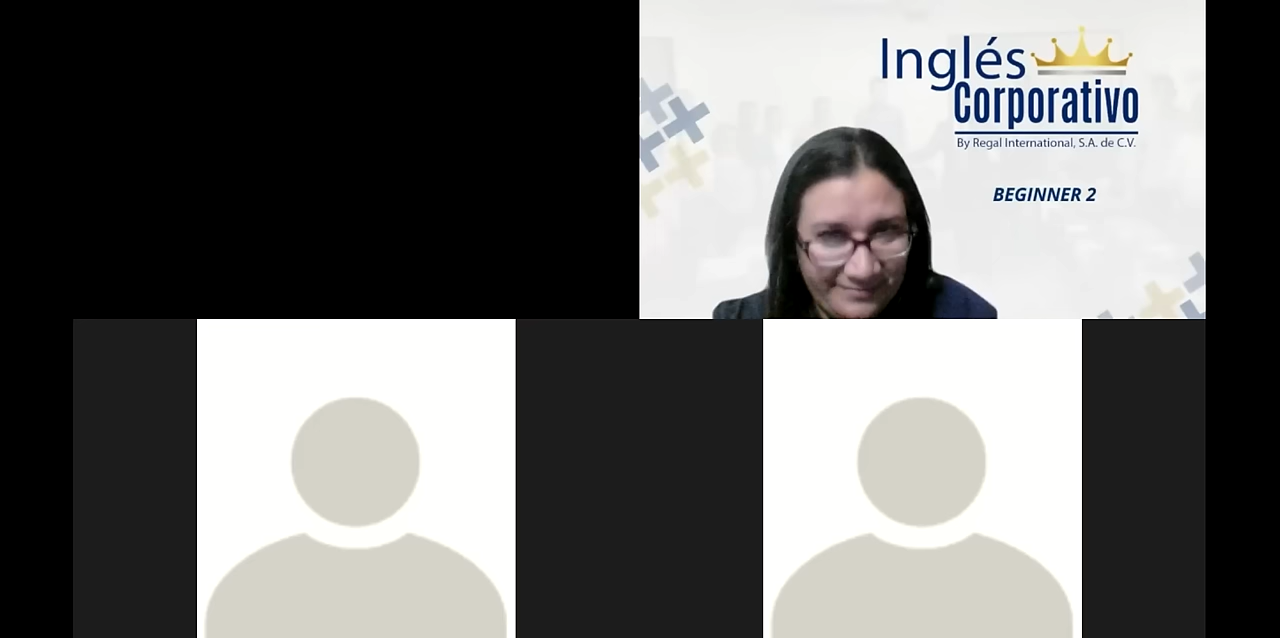 Inglés
Corporativo
By Regal International, S.A. de C.V.
BEGINNER 2